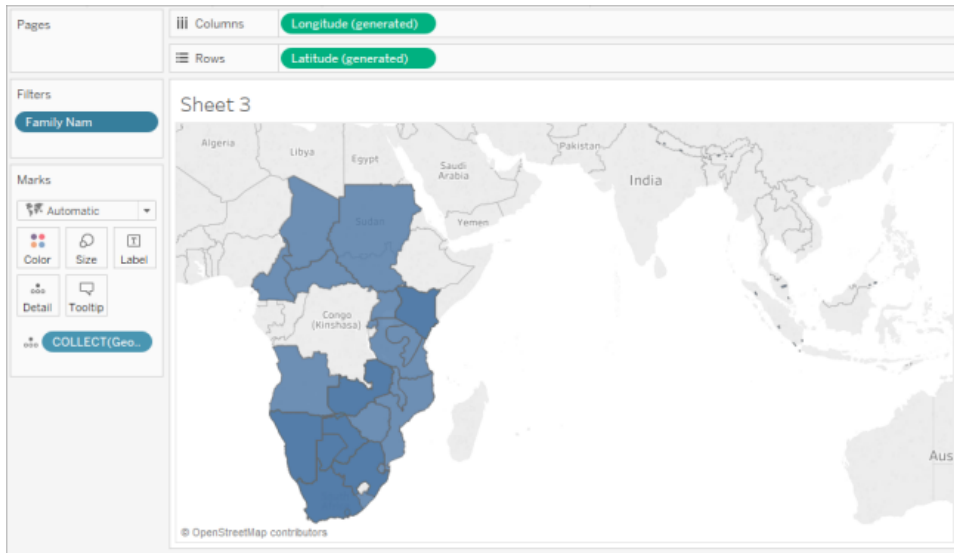 Pages
Columns
Longitude (generated)
Rows
Latitude (generated)
Filters
Family Nam
Sheet 3
Marks
Automatic
Color
Size
T
Label
Detail
Tooltip
COLLECT(Geo..
Algeria
Libya
Egypt
Saudi
Arabia
Pakistan
India
Sudan
Yemen
Congo
(Kinshasa)
Aus
© OpenStreetMap contributors